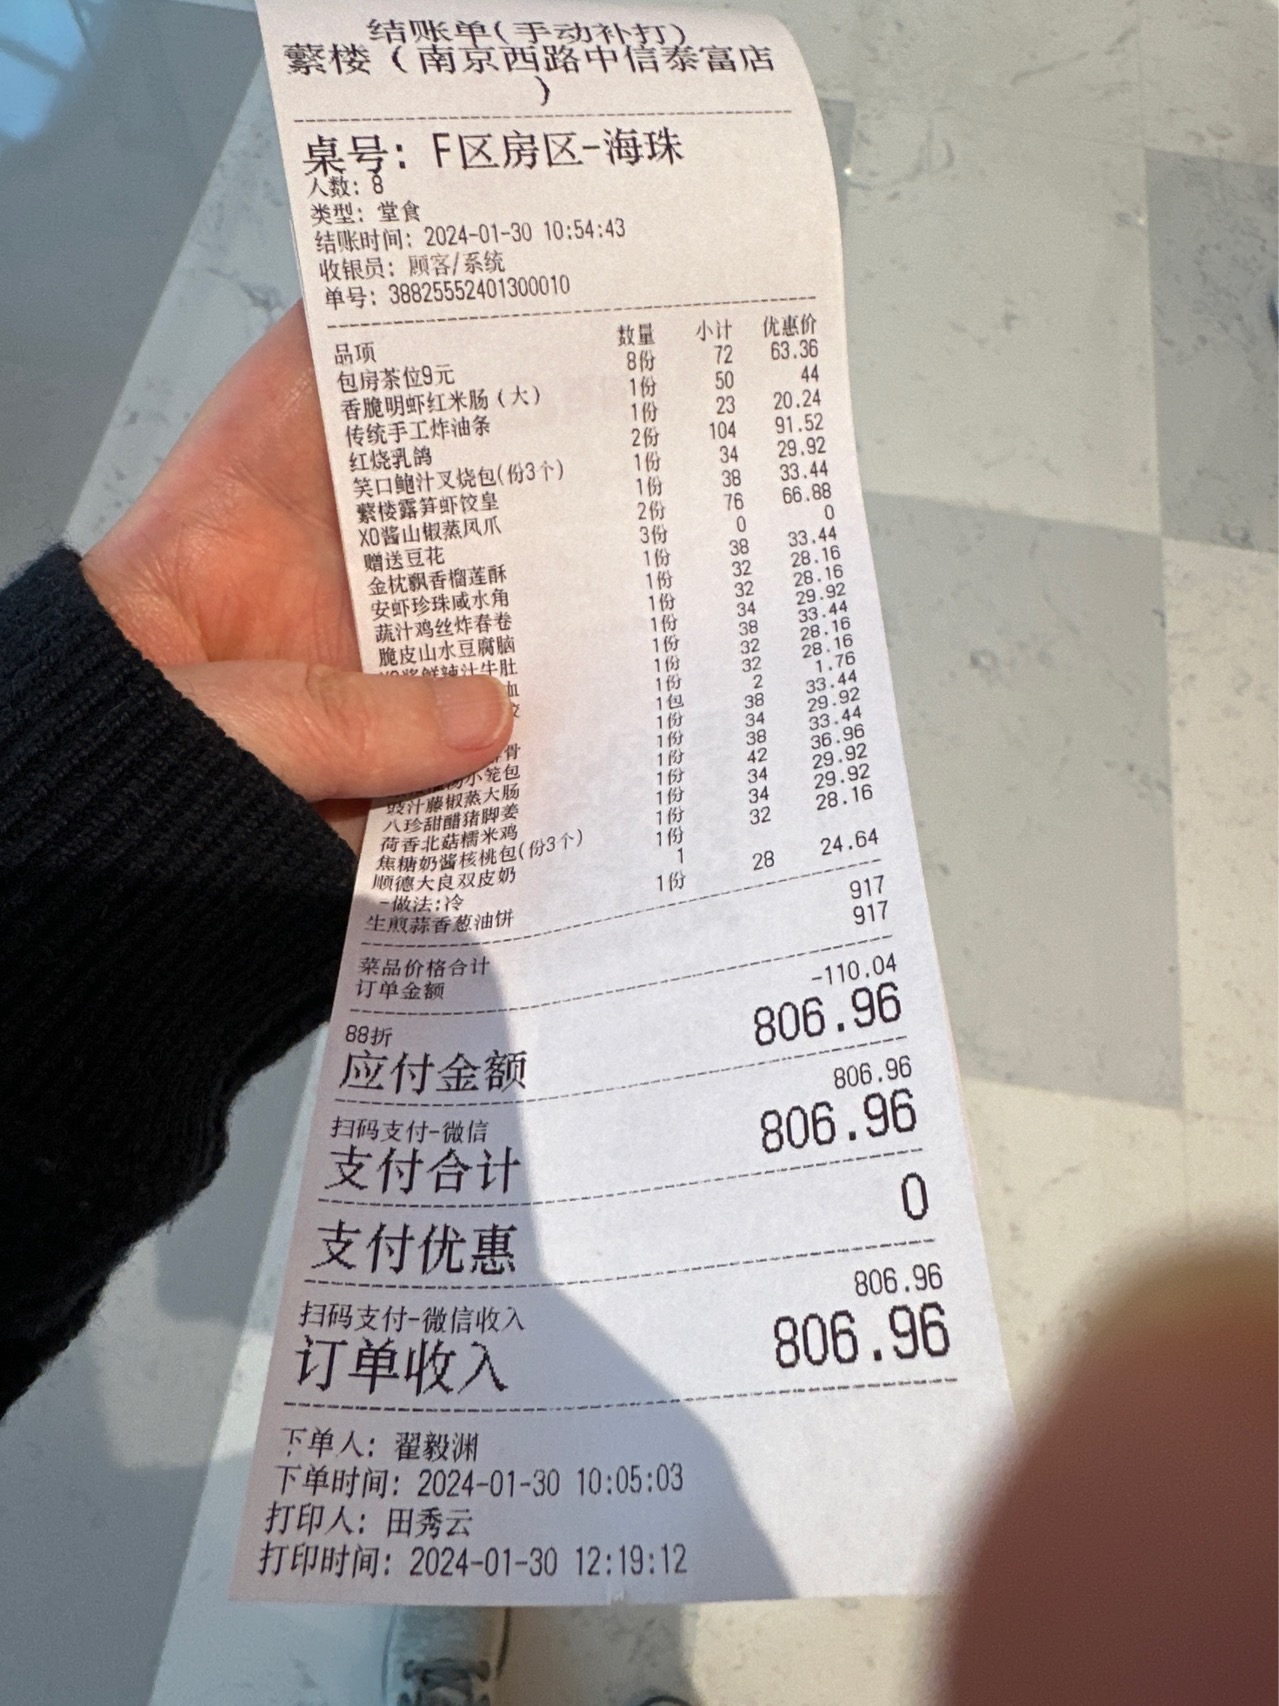 结账单(手动补打)
蘩楼（南京西路中信泰富店
）
桌号: F区房区-海珠
人数: 8
类型: 堂食
结账时间: 2024-01-30 10:54:43
收银员: 顾客/系统
单号: 38825552401300010
品项 数量 小计 优惠价
包房茶位9元 8份 72 63.36
香脆明虾红米肠（大） 1份 50 44
传统手工炸油条 1份 23 20.24
红烧乳鸽 2份 104 91.52
笑口鲍汁叉烧包(份3个) 1份 34 29.92
蘩楼露笋虾饺皇 1份 38 33.44
XO酱山椒蒸凤爪 2份 76 66.88
赠送豆花 3份 0 0
金枕飘香榴莲酥 1份 38 33.44
安虾珍珠咸水角 1份 32 28.16
蔬汁鸡丝炸春卷 1份 32 28.16
脆皮山水豆腐脑 1份 34 29.92
XO酱鲜辣汁牛肚 1份 38 33.44
1份 32 28.16
1份 32 28.16
1包 2 1.76
骨 1份 38 33.44
小笼包 1份 34 29.92
豉汁藤椒蒸大肠 1份 38 33.44
八珍甜醋猪脚姜 1份 42 36.96
荷香北菇糯米鸡 1份 34 29.92
焦糖奶酱核桃包(份3个) 1份 34 29.92
顺德大良双皮奶 1份 32 28.16
-做法:冷 1
生煎蒜香葱油饼 1份 28 24.64
菜品价格合计 917
订单金额 917
88折 -110.04
应付金额 806.96
扫码支付-微信 806.96
支付合计 806.96
支付优惠 0
扫码支付-微信收入 806.96
订单收入 806.96
下单人: 翟毅渊
下单时间: 2024-01-30 10:05:03
打印人: 田秀云
打印时间: 2024-01-30 12:19:12